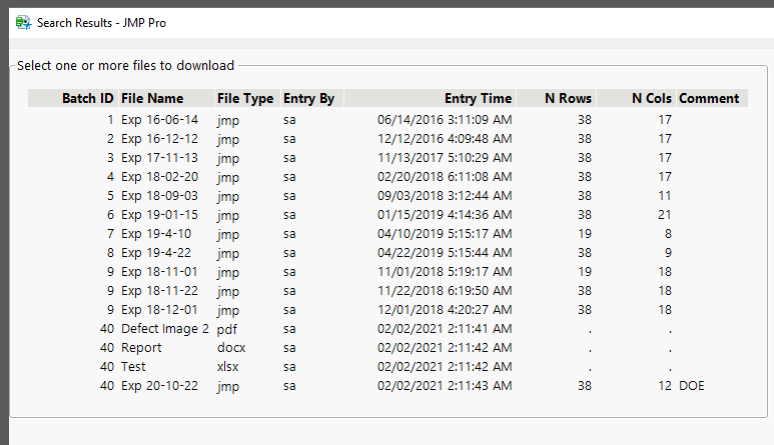 Search Results - JMP Pro
Select one or more files to download
Batch ID File Name File Type Entry By Entry Time N Rows N Cols Comment
1 Exp 16-06-14 jmp sa 06/14/2016 3:11:09 AM 38 17
2 Exp 16-12-12 jmp sa 12/12/2016 4:09:48 AM 38 17
3 Exp 17-11-13 jmp sa 11/13/2017 5:10:29 AM 38 17
4 Exp 18-02-20 jmp sa 02/20/2018 6:11:08 AM 38 17
5 Exp 18-09-03 jmp sa 09/03/2018 3:12:44 AM 38 11
6 Exp 19-01-15 jmp sa 01/15/2019 4:14:36 AM 38 21
7 Exp 19-4-10 jmp sa 04/10/2019 5:15:17 AM 19 8
8 Exp 19-4-22 jmp sa 04/22/2019 5:15:44 AM 38 9
9 Exp 18-11-01 jmp sa 11/01/2018 5:19:17 AM 19 18
9 Exp 18-11-22 jmp sa 11/22/2018 6:19:50 AM 38 18
9 Exp 18-12-01 jmp sa 12/01/2018 4:20:27 AM 38 18
40 Defect Image 2 pdf sa 02/02/2021 2:11:41 AM . .
40 Report docx sa 02/02/2021 2:11:42 AM . .
40 Test xlsx sa 02/02/2021 2:11:42 AM . .
40 Exp 20-10-22 jmp sa 02/02/2021 2:11:43 AM 38 12 DOE